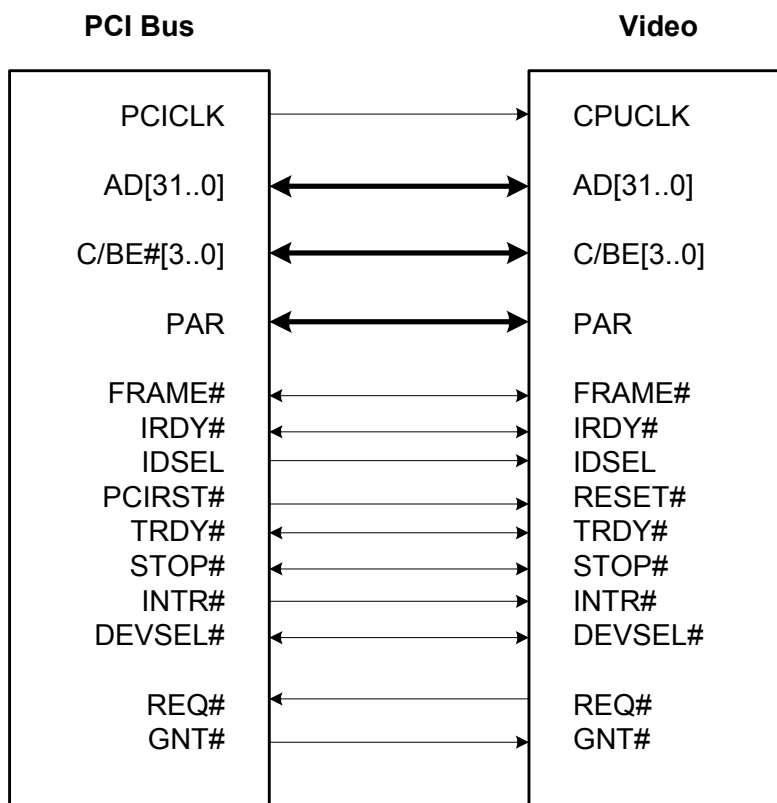 PCI Bus Video
PCICLK CPUCLK
AD[31..0] AD[31..0]
C/BE#[3..0] C/BE[3..0]
PAR PAR
FRAME# FRAME#
IRDY# IRDY#
IDSEL IDSEL
PCIRST# RESET#
TRDY# TRDY#
STOP# STOP#
INTR# INTR#
DEVSEL# DEVSEL#
REQ# REQ#
GNT# GNT#